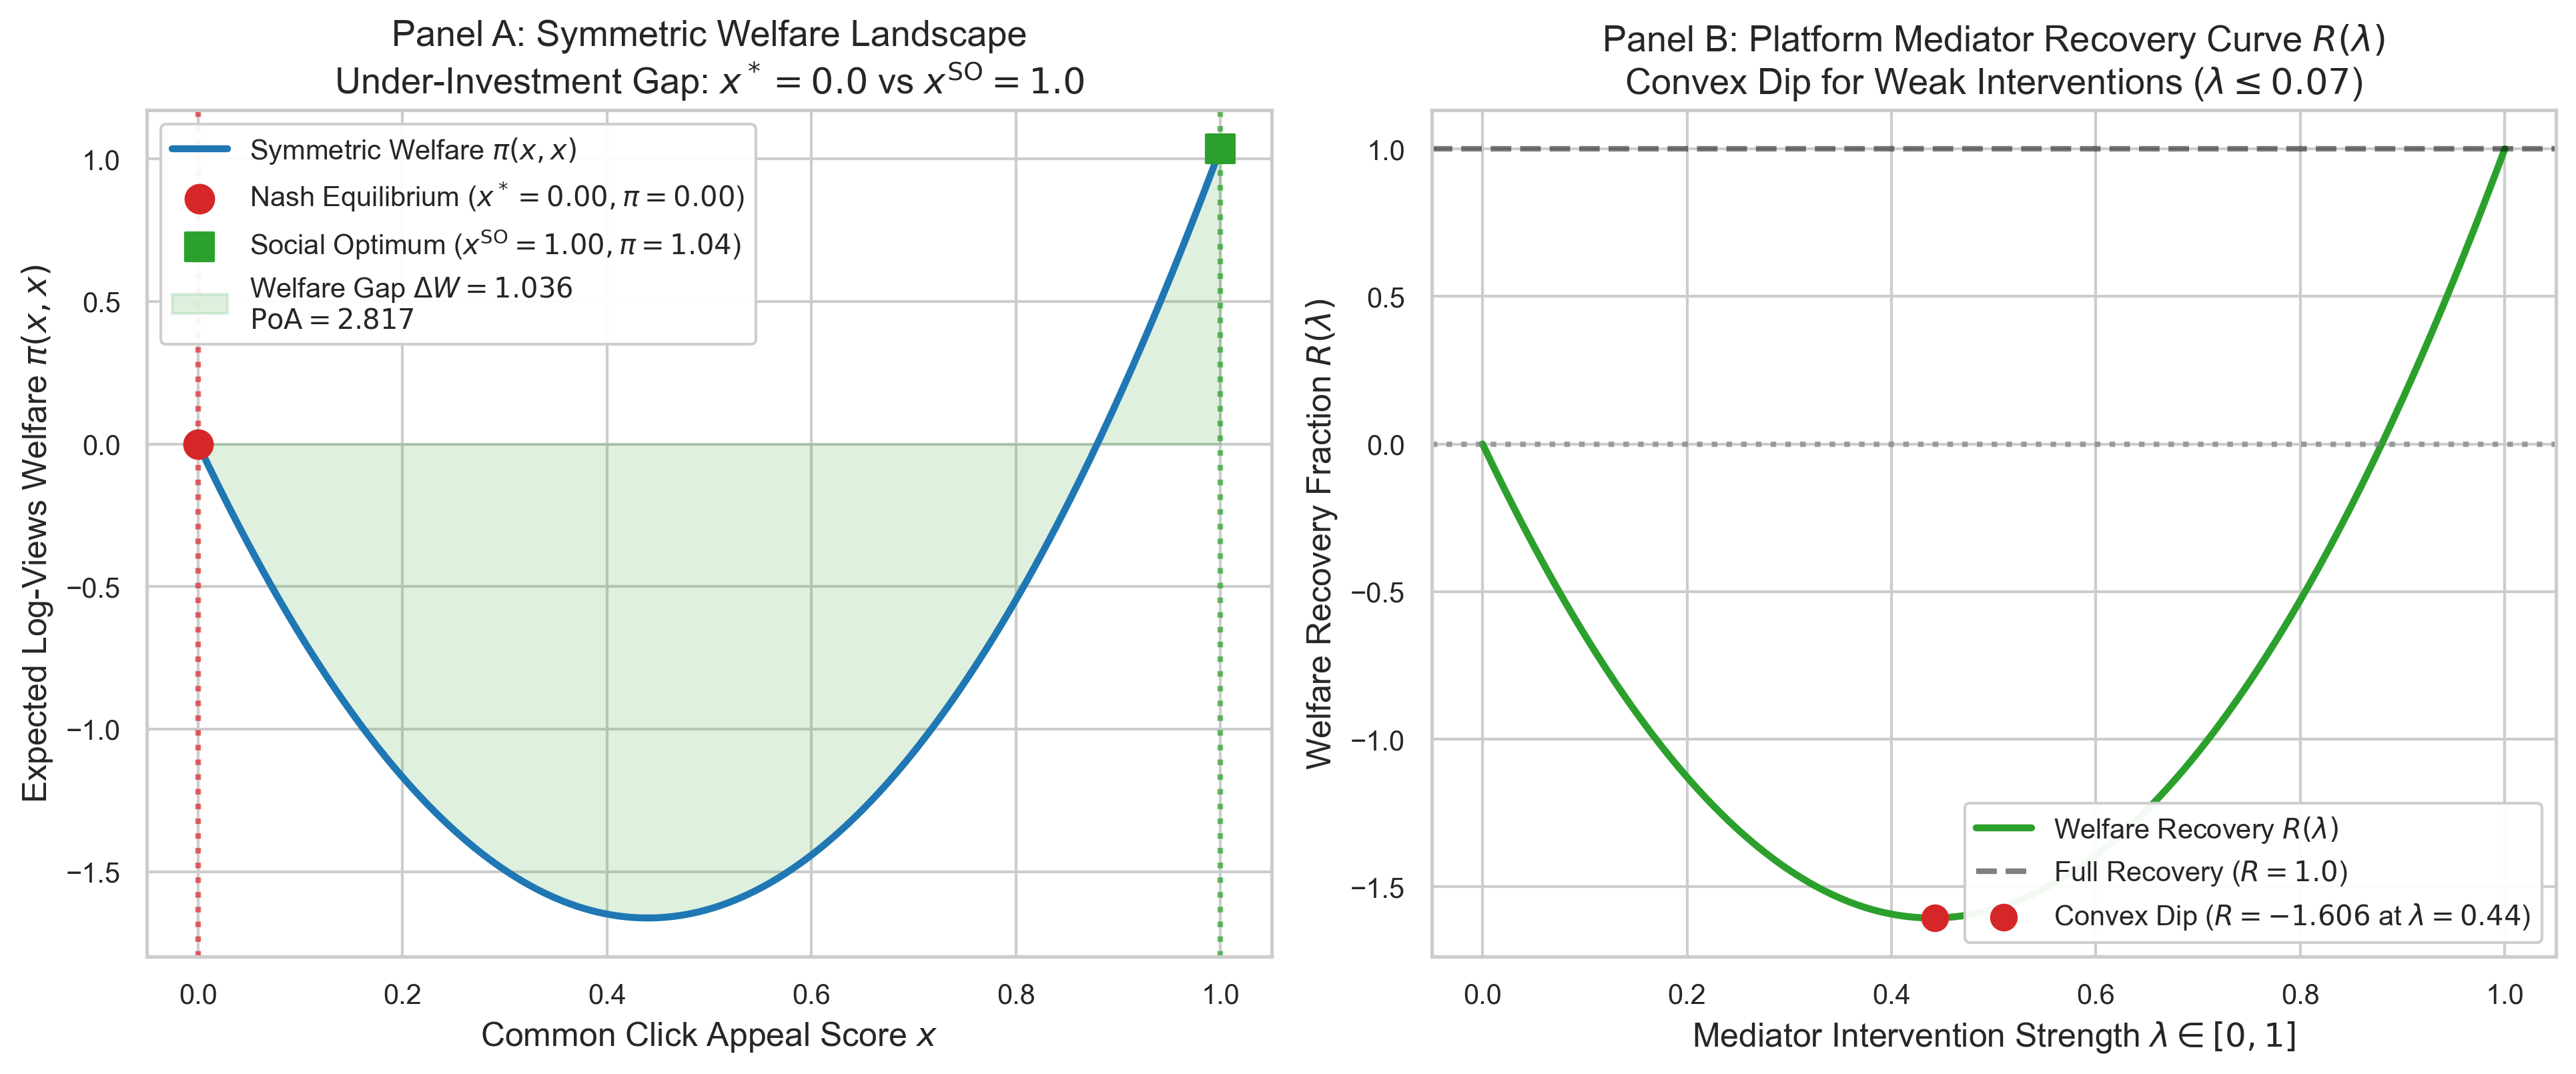 Panel A: Symmetric Welfare Landscape
Under-Investment Gap: x* = 0.0 vs x^SO = 1.0
Expected Log-Views Welfare π(x, x)
1.0
0.5
0.0
−0.5
−1.0
−1.5
Symmetric Welfare π(x, x)
Nash Equilibrium (x* = 0.00, π = 0.00)
Social Optimum (x^SO = 1.00, π = 1.04)
Welfare Gap ΔW = 1.036
PoA = 2.817
0.0 0.2 0.4 0.6 0.8 1.0
Common Click Appeal Score x
Panel B: Platform Mediator Recovery Curve R(λ)
Convex Dip for Weak Interventions (λ ≤ 0.07)
Welfare Recovery Fraction R(λ)
1.0
0.5
0.0
−0.5
−1.0
−1.5
Welfare Recovery R(λ)
Full Recovery (R = 1.0)
Convex Dip (R = −1.606 at λ = 0.44)
0.0 0.2 0.4 0.6 0.8 1.0
Mediator Intervention Strength λ ∈ [0, 1]